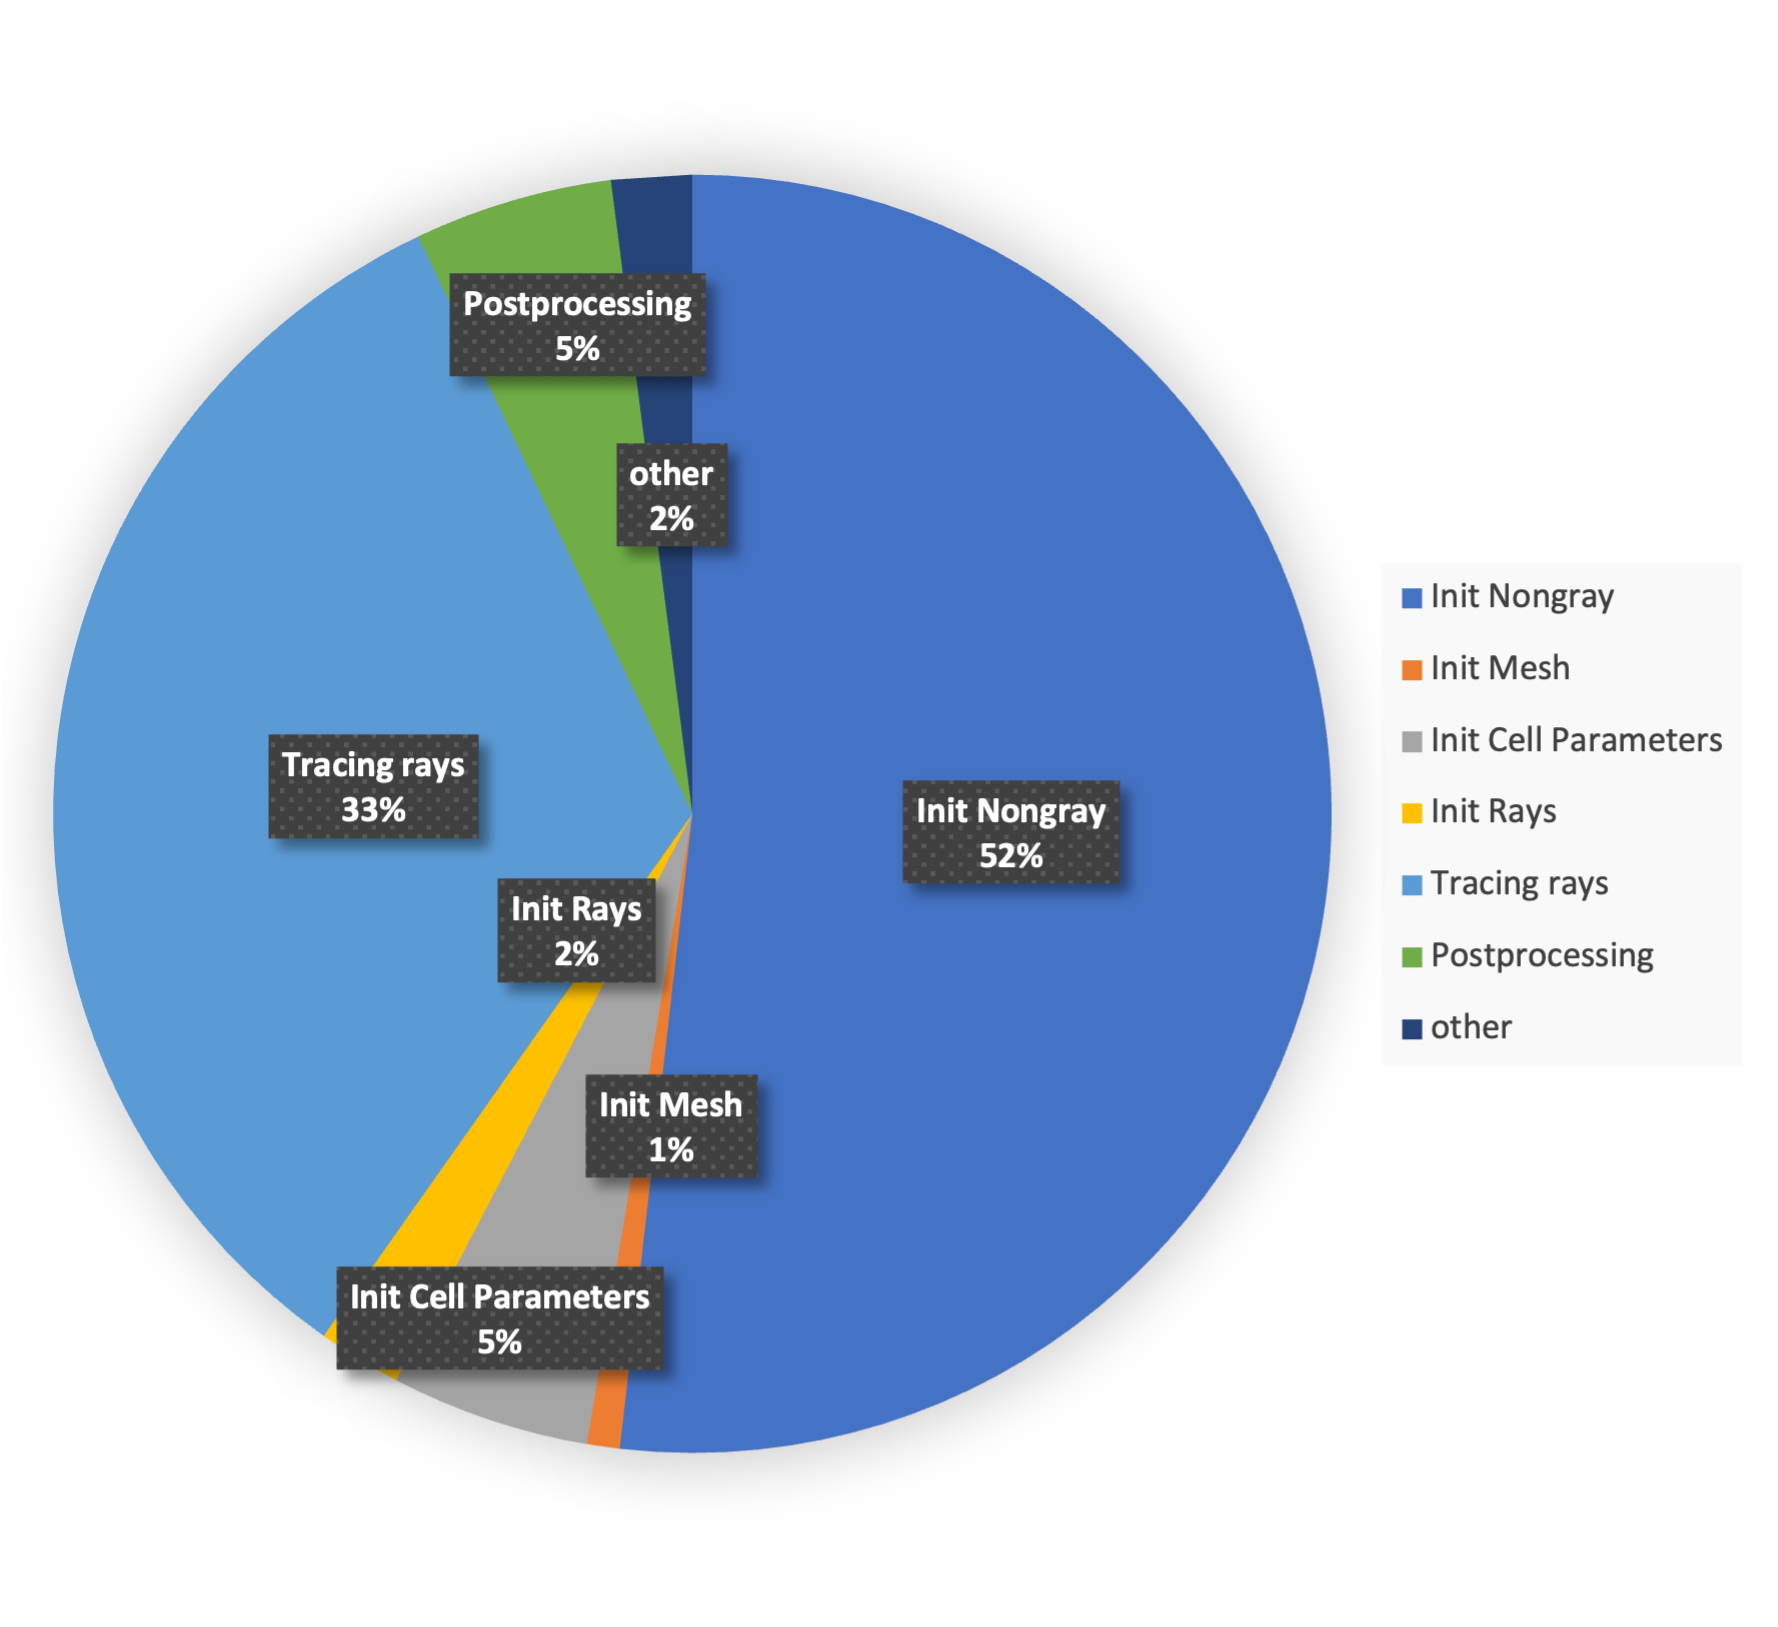 Postprocessing
5%
other
2%
Tracing rays
33%
Init Nongray
52%
Init Rays
2%
Init Mesh
1%
Init Cell Parameters
5%
Init Nongray
Init Mesh
Init Cell Parameters
Init Rays
Tracing rays
Postprocessing
other